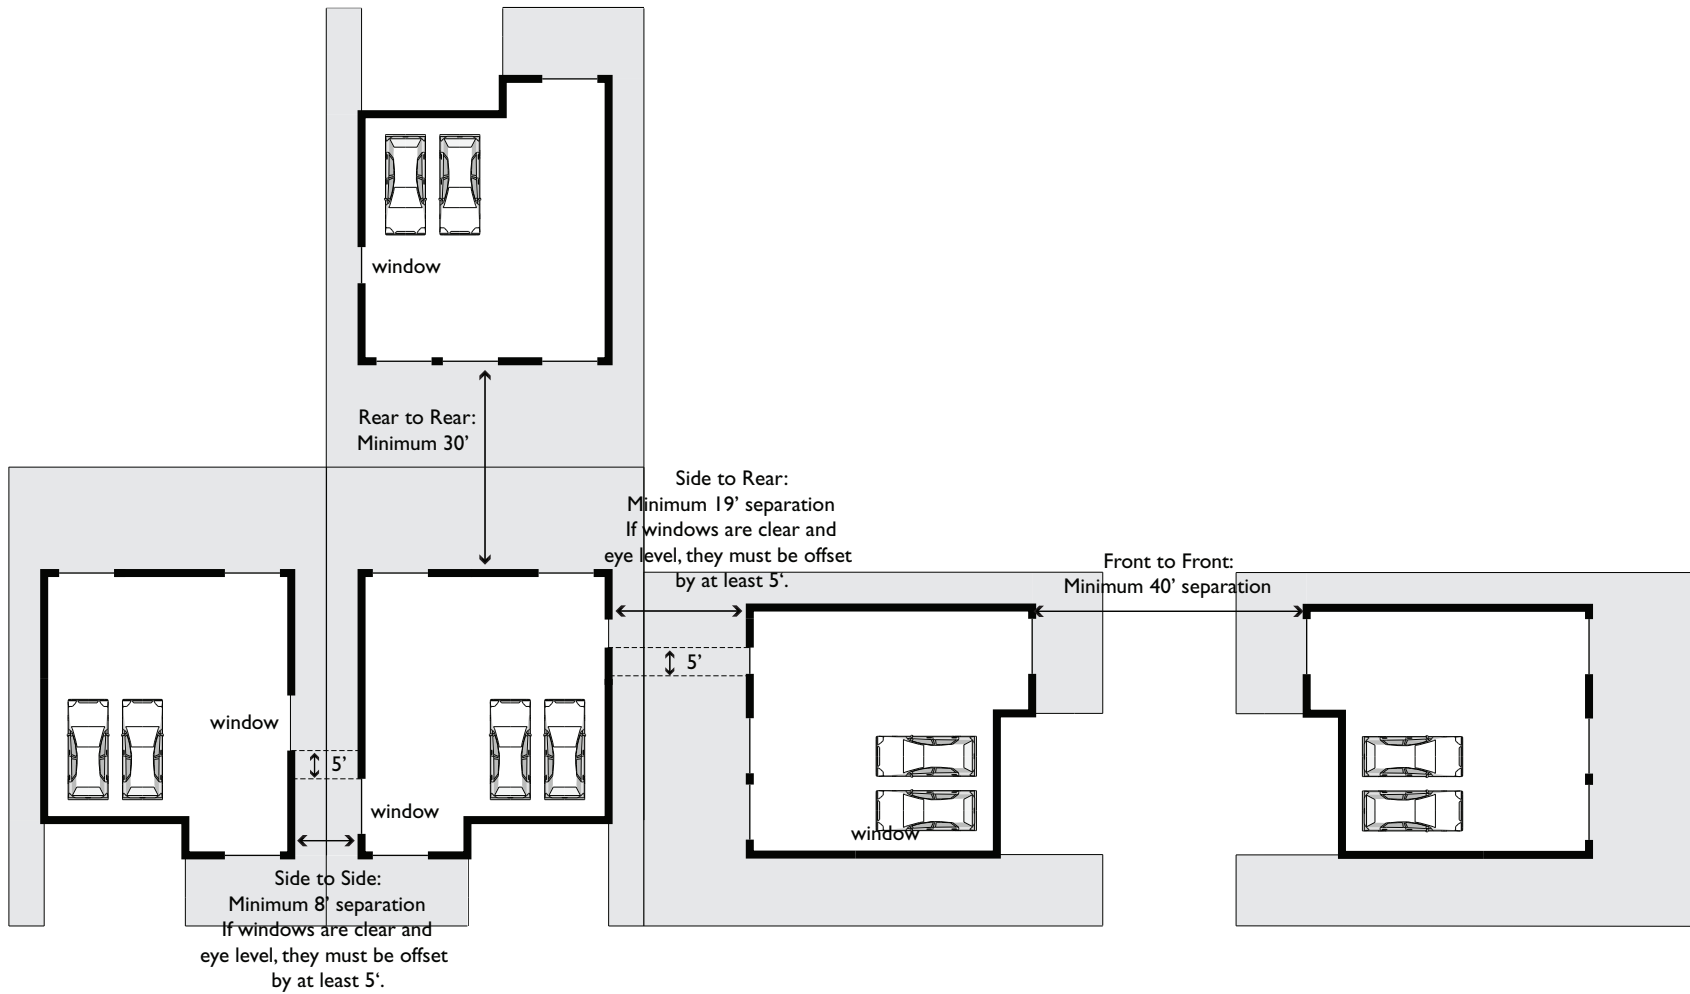 window
Rear to Rear:
Minimum 30’
Side to Rear:
Minimum 19’ separation
If windows are clear and
eye level, they must be offset
by at least 5‘.
Front to Front:
Minimum 40’ separation
5’
window
5’
window
window
Side to Side:
Minimum 8’ separation
If windows are clear and
eye level, they must be offset
by at least 5‘.